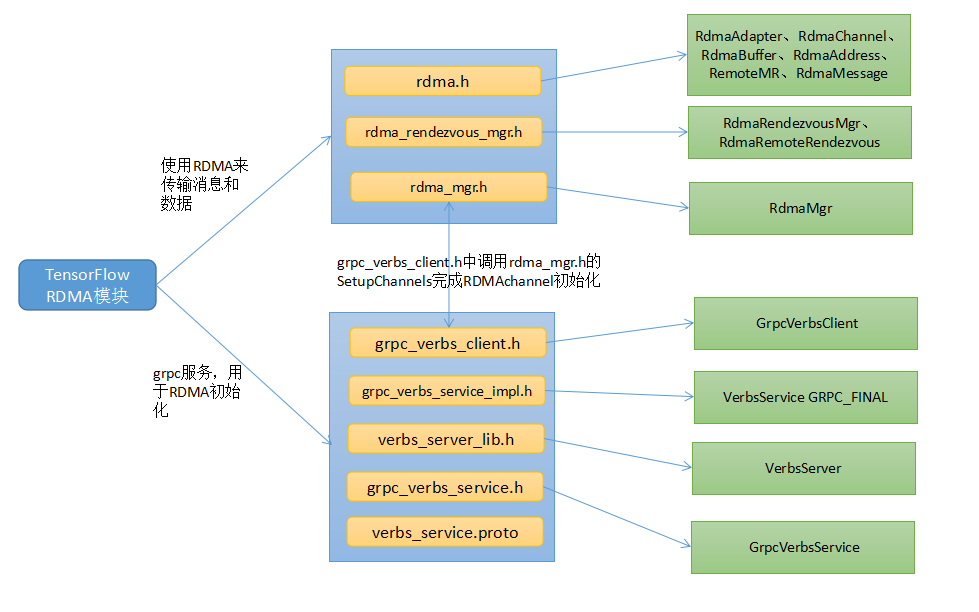 TensorFlow
RDMA模块
使用RDMA来
传输消息和
数据
grpc服务，用
于RDMA初始
化
rdma.h
rdma_rendezvous_mgr.h
rdma_mgr.h
grpc_verbs_client.h中调用rdma_mgr.h的
SetupChannels完成RDMAchannel初始化
grpc_verbs_client.h
grpc_verbs_service_impl.h
verbs_server_lib.h
grpc_verbs_service.h
verbs_service.proto
RdmaAdapter、RdmaChannel、
RdmaBuffer、RdmaAddress、
RemoteMR、RdmaMessage
RdmaRendezvousMgr、
RdmaRemoteRendezvous
RdmaMgr
GrpcVerbsClient
VerbsService GRPC_FINAL
VerbsServer
GrpcVerbsService